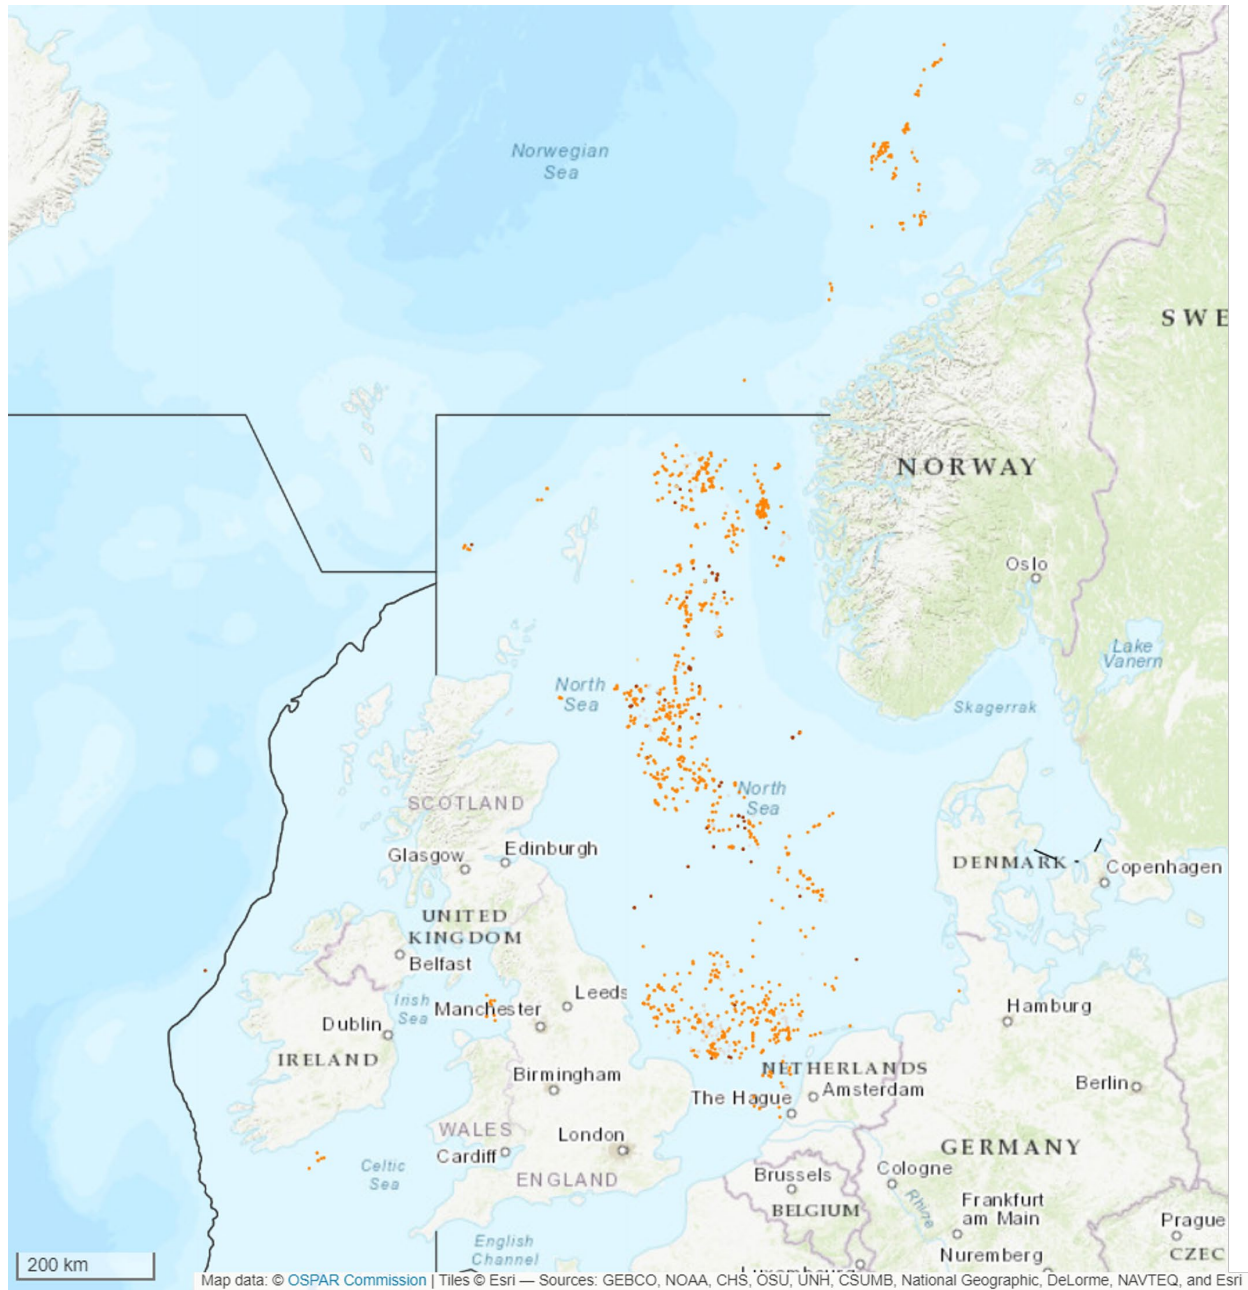 Norwegian
Sea
SWE
NORWAY
Oslo
Lake
Vanern
North
Sea
Skagerrak
North
Sea
SCOTLAND
Edinburgh
Glasgow
DENMARK
Copenhagen
UNITED
KINGDOM
Belfast
Irish
Sea
Leeds
Manchester
Hamburg
Dublin
IRELAND
NETHERLANDS
Birmingham
Amsterdam
Berlin
The Hague
WALES
London
Cardiff
GERMANY
Celtic
Sea
ENGLAND
Brussels
Cologne
BELGIUM
Rhine
Frankfurt
am Main
Prague
English
Channel
Nuremberg
CZEC
Luxembourg
200 km
Map data: © OSPAR Commission | Tiles © Esri — Sources: GEBCO, NOAA, CHS, OSU, UNH, CSUMB, National Geographic, DeLorme, NAVTEQ, and Esri